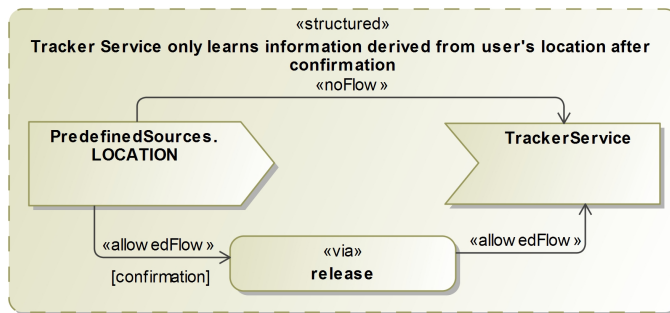 «structured»
Tracker Service only learns information derived from user's location after
confirmation
«noFlow»
PredefinedSources.
LOCATION
TrackerService
«allowedFlow»
«via»
«allowedFlow»
[confirmation]
release